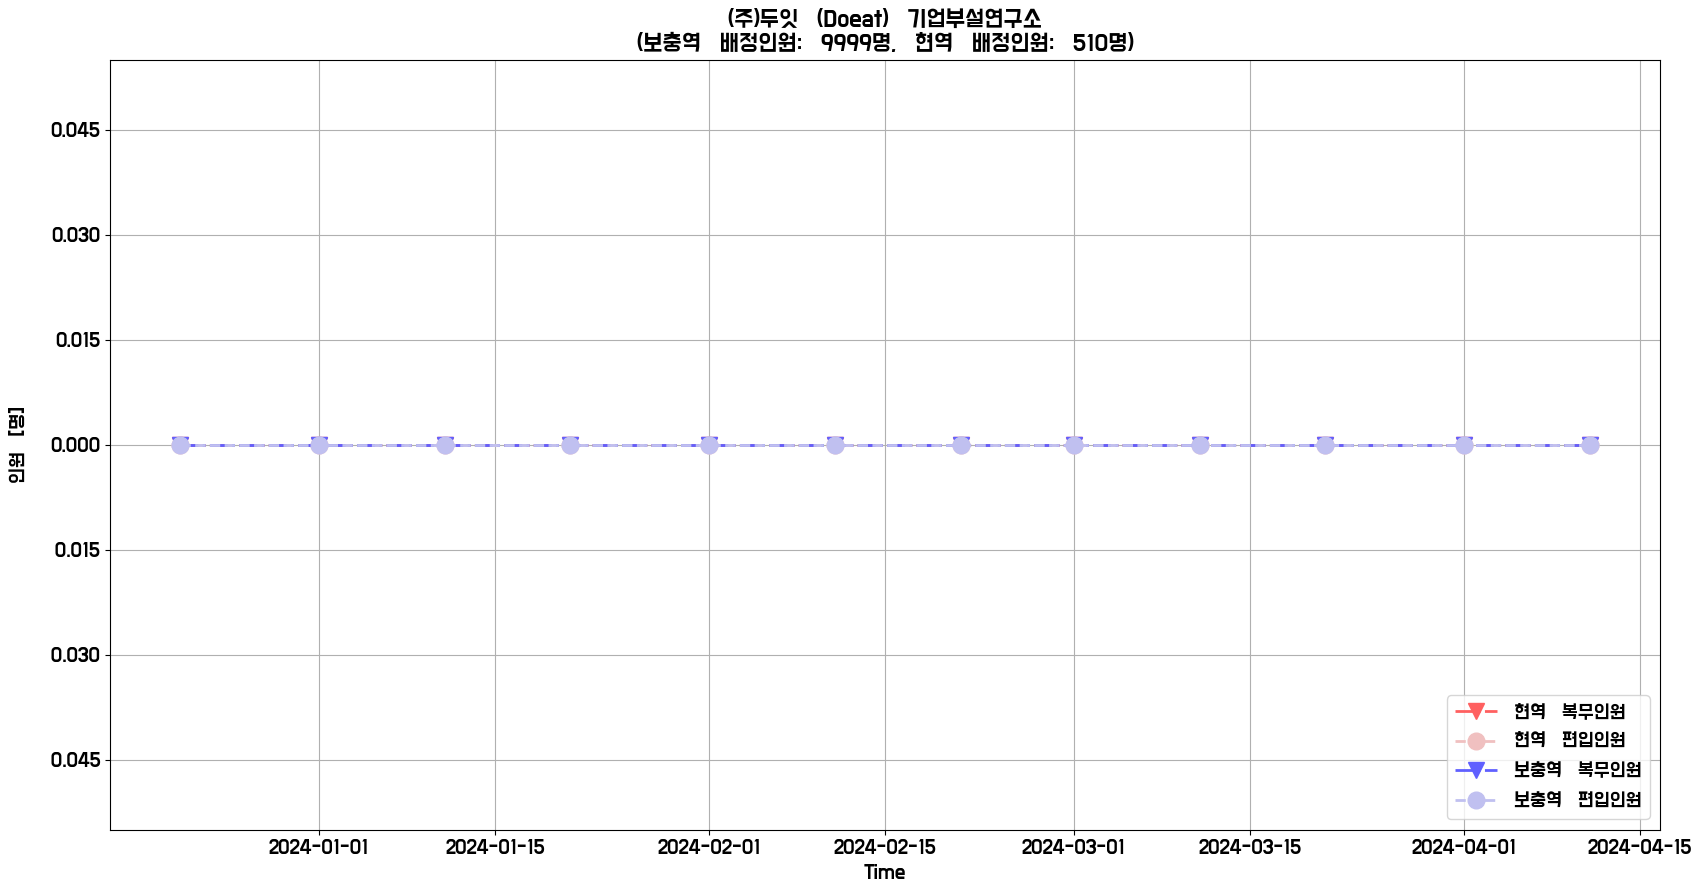 (주)두잇 (Doeat) 기업부설연구소
(보충역 배정인원: 9999명, 현역 배정인원: 510명)
인원 [명]
0.045
0.030
0.015
0.000
0.015
0.030
0.045
현역 복무인원
현역 편입인원
보충역 복무인원
보충역 편입인원
2024-01-01 2024-01-15 2024-02-01 2024-02-15 2024-03-01 2024-03-15 2024-04-01 2024-04-15
Time